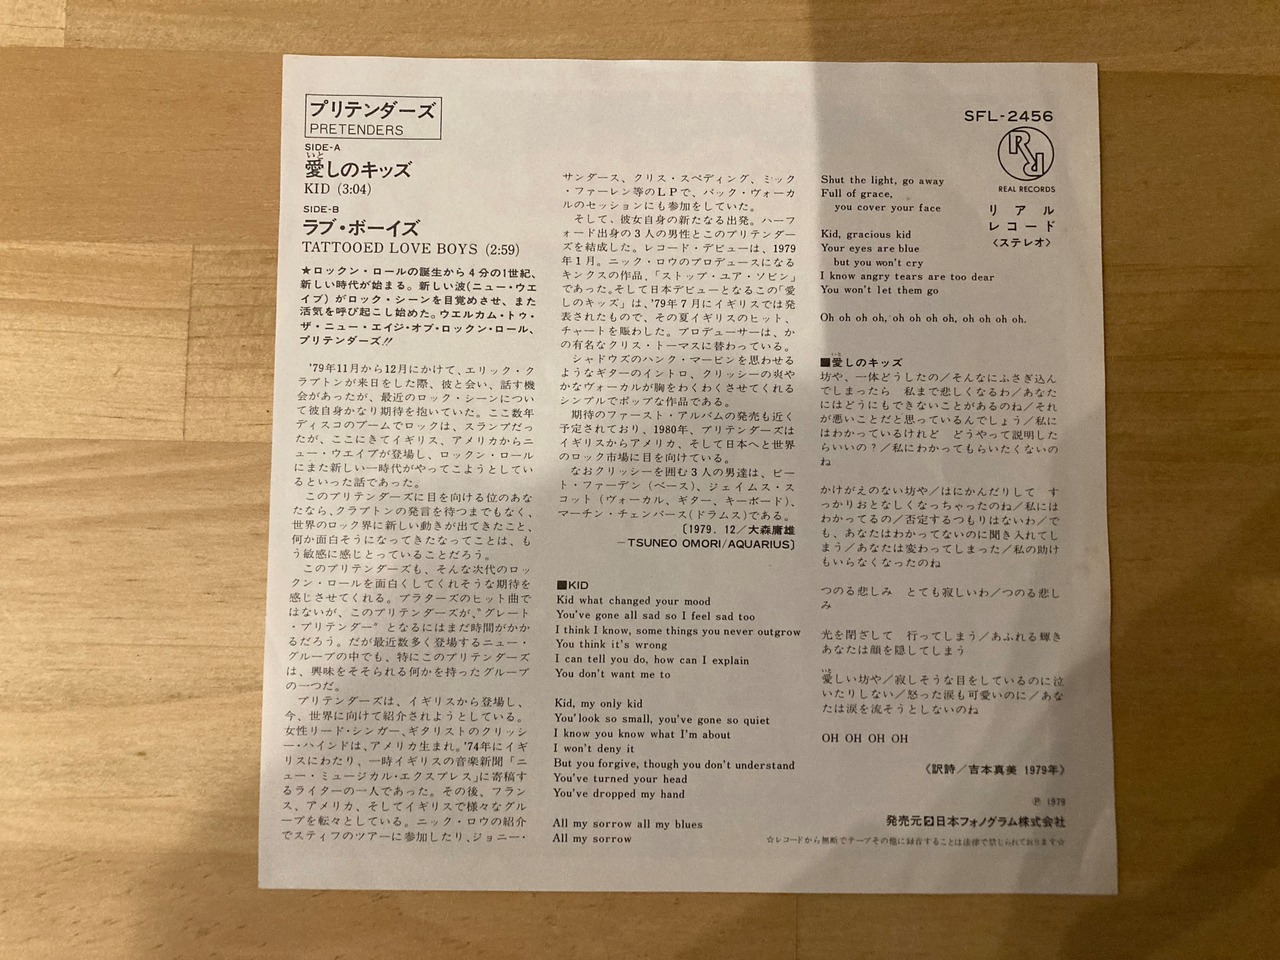 プリテンダーズ
PRETENDERS
SIDE-A
いと
愛しのキッズ
KID (3:04)
SIDE-B
ラブ・ボーイズ
TATTOOED LOVE BOYS (2:59)
★ロックン・ロールの誕生から4分の1世紀、
新しい時代が始まる。新しい波(ニュー・ウエ
イブ)がロック・シーンを目覚めさせ、また
活気を呼び起こし始めた。ウエルカム・トゥ・
ザ・ニュー・エイジ・オブ・ロックン・ロール、
プリテンダーズ!!
'79年11月から12月にかけて、エリック・ク
ラプトンが来日をした際、彼と会い、話す機
会があったが、最近のロック・シーンについ
て彼自身かなり期待を抱いていた。ここ数年
ディスコのブームでロックは、スランプだっ
たが、ここにきてイギリス、アメリカからニ
ュー・ウエイブが登場し、ロックン・ロール
にまた新しい一時代がやってこようとしてい
るといった話であった。
このプリテンダーズに目を向ける位のあな
たなら、クラプトンの発言を待つまでもなく、
世界のロック界に新しい動きが出てきたこと、
何か面白そうになってきたなってことは、も
う敏感に感じとっていることだろう。
このプリテンダーズも、そんな次代のロッ
クン・ロールを面白くしてくれそうな期待を
感じさせてくれる。プラターズのヒット曲で
はないが、このプリテンダーズが、"グレート
・プリテンダー"となるにはまだ時間がかか
るだろう。だが最近数多く登場するニュー・
グループの中でも、特にこのプリテンダーズ
は、興味をそそられる何かを持ったグループ
の一つだ。
プリテンダーズは、イギリスから登場し、
今、世界に向けて紹介されようとしている。
女性リード・シンガー、ギタリストのクリッシ
ー・ハインドは、アメリカ生まれ。'74年にイギ
リスにわたり、一時イギリスの音楽新聞「ニ
ュー・ミュージカル・エクスプレス」に寄稿す
るライターの一人であった。その後、フラン
ス、アメリカ、そしてイギリスで様々なグル
ープを転々としている。ニック・ロウの紹介
でスティフのツアーに参加したり、ジョニー・
サンダース、クリス・スペディング、ミック
・ファーレン等のLPで、バック・ヴォーカ
ルのセッションにも参加をしていた。
そして、彼女自身の新たなる出発。ハーフ
ォード出身の3人の男性とこのプリテンダー
ズを結成した。レコード・デビューは、1979
年1月。ニック・ロウのプロデュースになる
キンクスの作品、「ストップ・ユア・ソビン」
であった。そして日本デビューとなるこの「愛
しのキッズ」は、'79年7月にイギリスでは発
表されたもので、その夏イギリスのヒット、
チャートを賑わした。プロデューサーは、か
の有名なクリス・トーマスに替わっている。
シャドウズのハンク・マービンを思わせる
ようなギターのイントロ、クリッシーの爽や
かなヴォーカルが胸をわくわくさせてくれる
シンプルでポップな作品である。
期待のファースト・アルバムの発売も近く
予定されており、1980年、プリテンダーズは
イギリスからアメリカ、そして日本へと世界
のロック市場に目を向けている。
なおクリッシーを囲む3人の男達は、ピー
ト・ファーデン(ベース)、ジェイムス・ス
コット(ヴォーカル、ギター、キーボード)、
マーチン・チェンバース(ドラムス)である。
〔1979. 12/大森庸雄
−TSUNEO OMORI/AQUARIUS〕
■KID
Kid what changed your mood
You've gone all sad so I feel sad too
I think I know, some things you never outgrow
You think it's wrong
I can tell you do, how can I explain
You don't want me to
Kid, my only kid
You'look so small, you've gone so quiet
I know you know what I'm about
I won't deny it
But you forgive, though you don't understand
You've turned your head
You've dropped my hand
All my sorrow all my blues
All my sorrow
SFL-2456
REAL RECORDS
リアル
レコード
〈ステレオ〉
Shut the light, go away
Full of grace,
you cover your face
Kid, gracious kid
Your eyes are blue
but you won't cry
I know angry tears are too dear
You won't let them go
Oh oh oh oh, oh oh oh oh, oh oh oh oh.
いと
■愛しのキッズ
坊や、一体どうしたの/そんなにふさぎ込ん
でしまったら 私まで悲しくなるわ/あなた
にはどうにもできないことがあるのね/それ
が悪いことだと思っているんでしょう/私に
はわかっているけれど どうやって説明した
らいいの?/私にわかってもらいたくないの
ね
かけがえのない坊や/はにかんだりして す
っかりおとなしくなっちゃったのね/私には
わかってるの/否定するつもりはないわ/で
も、あなたはわかってないのに聞き入れてし
まう/あなたは変わってしまった/私の助け
もいらなくなったのね
つのる悲しみ とても寂しいわ/つのる悲し
み
光を閉ざして 行ってしまう/あふれる輝き
あなたは顔を隠してしまう
いと
愛しい坊や/寂しそうな目をしているのに泣
いたりしない/怒った涙も可愛いのに/あな
たは涙を流そうとしないのね
OH OH OH OH
〈訳詩/吉本真美 1979年〉
Ⓟ 1979
発売元 日本フォノグラム株式会社
☆レコードから無断でテープその他に録音することは法律で禁じられております☆